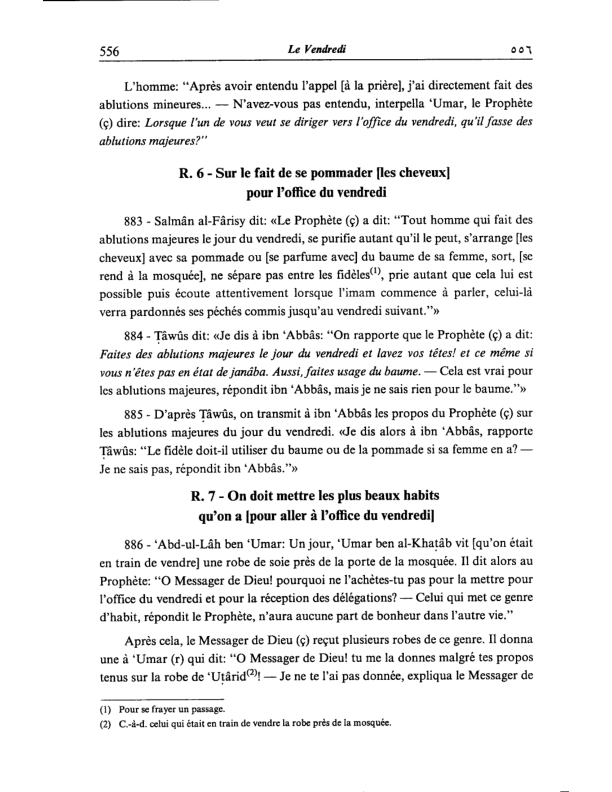 556 Le Vendredi ٥٥٦
L'homme: "Après avoir entendu l'appel [à la prière], j'ai directement fait des
ablutions mineures... — N'avez-vous pas entendu, interpella 'Umar, le Prophète
(ç) dire: Lorsque l'un de vous veut se diriger vers l'office du vendredi, qu'il fasse des
ablutions majeures?"
R. 6 - Sur le fait de se pommader [les cheveux]
pour l'office du vendredi
883 - Salmân al-Fârisy dit: «Le Prophète (ç) a dit: "Tout homme qui fait des
ablutions majeures le jour du vendredi, se purifie autant qu'il le peut, s'arrange [les
cheveux] avec sa pommade ou [se parfume avec] du baume de sa femme, sort, [se
rend à la mosquée], ne sépare pas entre les fidèles(1), prie autant que cela lui est
possible puis écoute attentivement lorsque l'imam commence à parler, celui-là
verra pardonnés ses péchés commis jusqu'au vendredi suivant."»
884 - Ṭâwûs dit: «Je dis à ibn 'Abbâs: "On rapporte que le Prophète (ç) a dit:
Faites des ablutions majeures le jour du vendredi et lavez vos têtes! et ce même si
vous n'êtes pas en état de janâba. Aussi, faites usage du baume. — Cela est vrai pour
les ablutions majeures, répondit ibn 'Abbâs, mais je ne sais rien pour le baume."»
885 - D'après Ṭâwûs, on transmit à ibn 'Abbâs les propos du Prophète (ç) sur
les ablutions majeures du jour du vendredi. «Je dis alors à ibn 'Abbâs, rapporte
Ṭâwûs: "Le fidèle doit-il utiliser du baume ou de la pommade si sa femme en a? —
Je ne sais pas, répondit ibn 'Abbâs."»
R. 7 - On doit mettre les plus beaux habits
qu'on a [pour aller à l'office du vendredi]
886 - 'Abd-ul-Lâh ben 'Umar: Un jour, 'Umar ben al-Khaṭâb vit [qu'on était
en train de vendre] une robe de soie près de la porte de la mosquée. Il dit alors au
Prophète: "O Messager de Dieu! pourquoi ne l'achètes-tu pas pour la mettre pour
l'office du vendredi et pour la réception des délégations? — Celui qui met ce genre
d'habit, répondit le Prophète, n'aura aucune part de bonheur dans l'autre vie."
Après cela, le Messager de Dieu (ç) reçut plusieurs robes de ce genre. Il donna
une à 'Umar (r) qui dit: "O Messager de Dieu! tu me la donnes malgré tes propos
tenus sur la robe de 'Uṭârid(2)! — Je ne te l'ai pas donnée, expliqua le Messager de
(1) Pour se frayer un passage.
(2) C.-à-d. celui qui était en train de vendre la robe près de la mosquée.